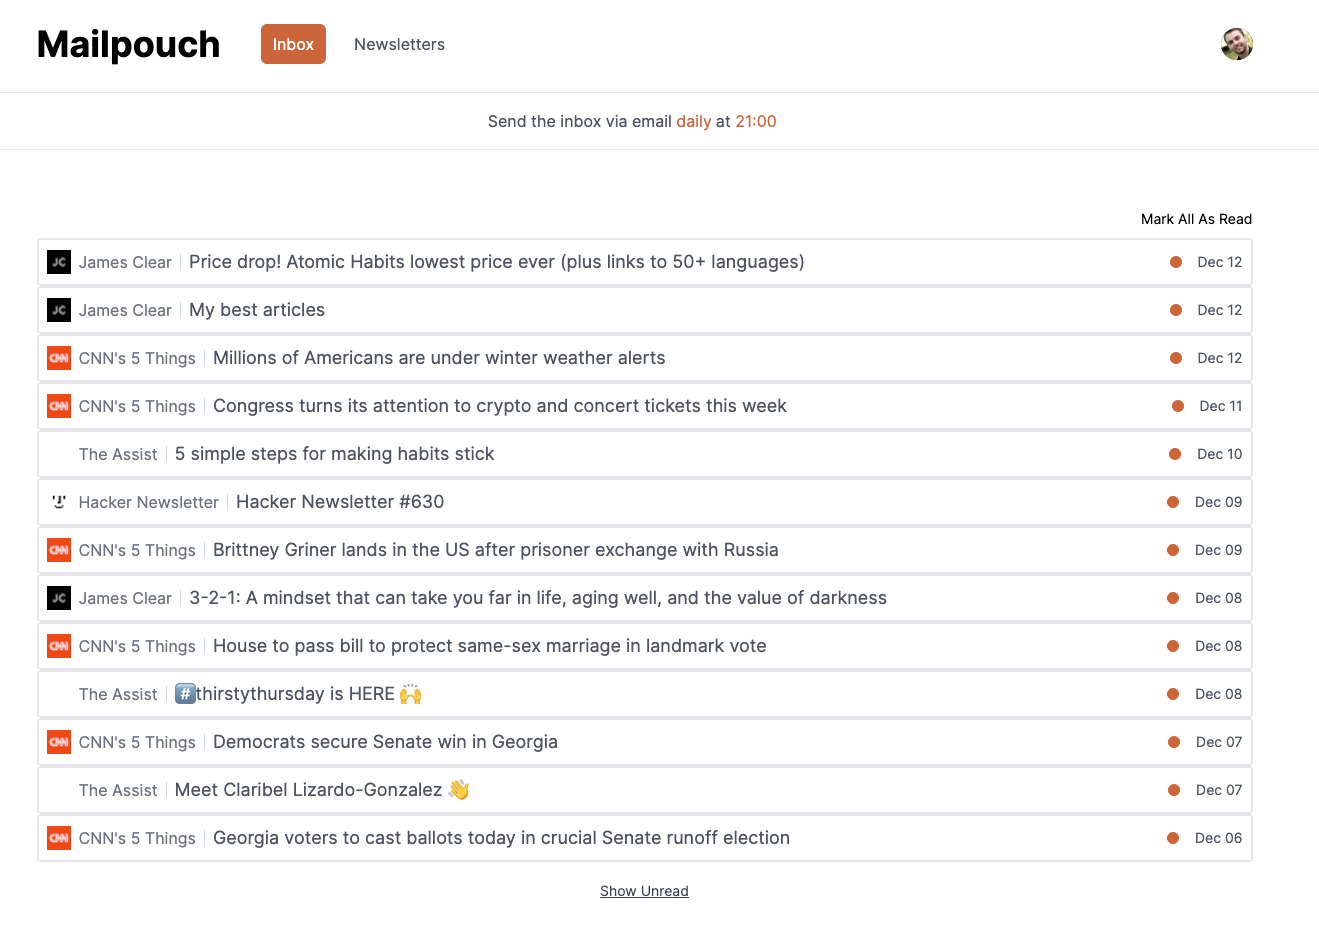 Mailpouch Inbox Newsletters
Send the inbox via email daily at 21:00
Mark All As Read
JC James Clear Price drop! Atomic Habits lowest price ever (plus links to 50+ languages) Dec 12
JC James Clear My best articles Dec 12
CNN CNN's 5 Things Millions of Americans are under winter weather alerts Dec 12
CNN CNN's 5 Things Congress turns its attention to crypto and concert tickets this week Dec 11
The Assist 5 simple steps for making habits stick Dec 10
Hacker Newsletter Hacker Newsletter #630 Dec 09
CNN CNN's 5 Things Brittney Griner lands in the US after prisoner exchange with Russia Dec 09
JC James Clear 3-2-1: A mindset that can take you far in life, aging well, and the value of darkness Dec 08
CNN CNN's 5 Things House to pass bill to protect same-sex marriage in landmark vote Dec 08
The Assist #️⃣thirstythursday is HERE 🙌 Dec 08
CNN CNN's 5 Things Democrats secure Senate win in Georgia Dec 07
The Assist Meet Claribel Lizardo-Gonzalez 👋 Dec 07
CNN CNN's 5 Things Georgia voters to cast ballots today in crucial Senate runoff election Dec 06
Show Unread